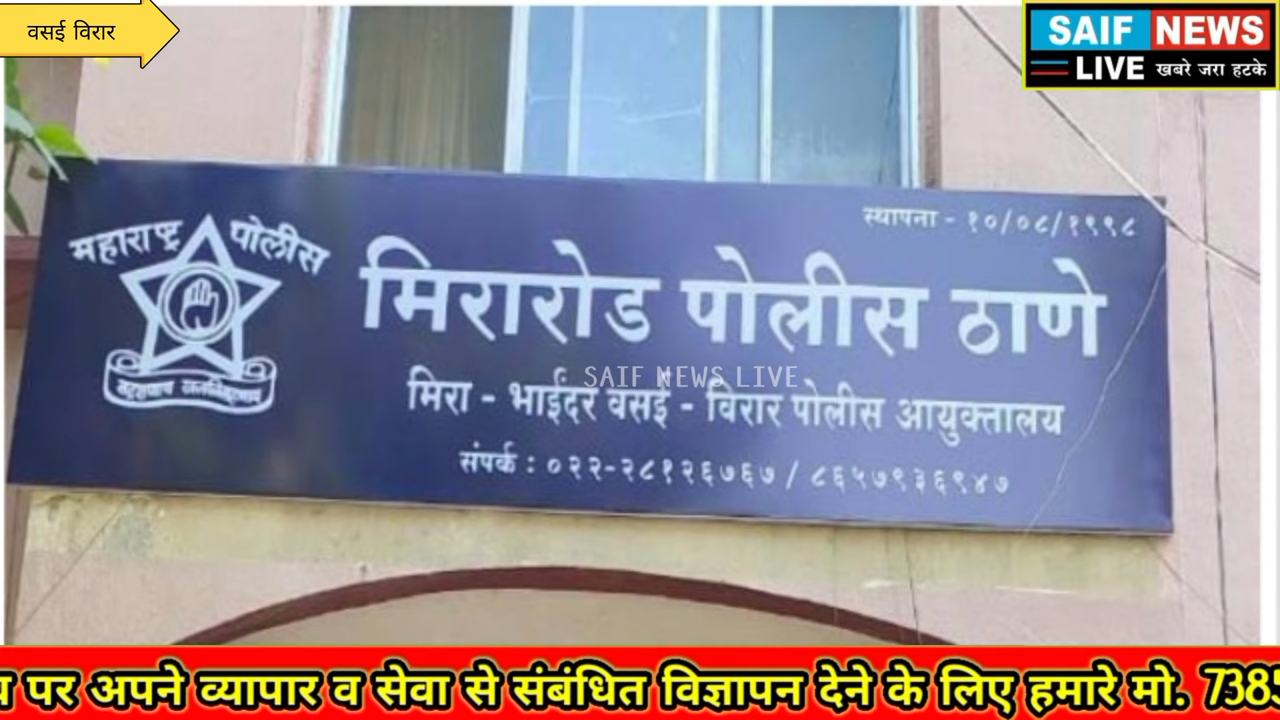 वसई विरार
SAIF NEWS
LIVE खबरे जरा हटके
स्थापना - १०/०८/१९९८
महाराष्ट्र पोलीस
मिरारोड पोलीस ठाणे
SAIF NEWS LIVE
मिरा - भाईंदर वसई - विरार पोलीस आयुक्तालय
संपर्क : ०२२-२८१२६७६७ / ८६५७९३६९४७
पर अपने व्यापार व सेवा से संबंधित विज्ञापन देने के लिए हमारे मो. 738